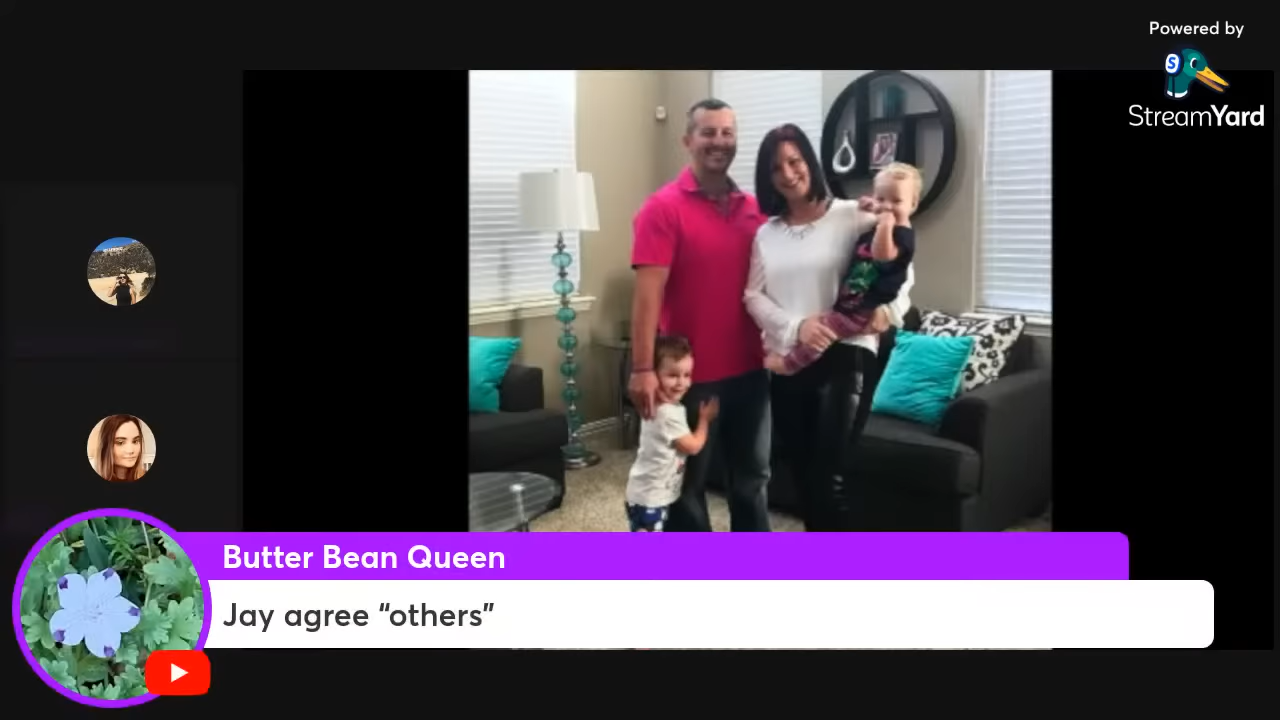 Powered by
StreamYard
Butter Bean Queen
Jay agree “others”